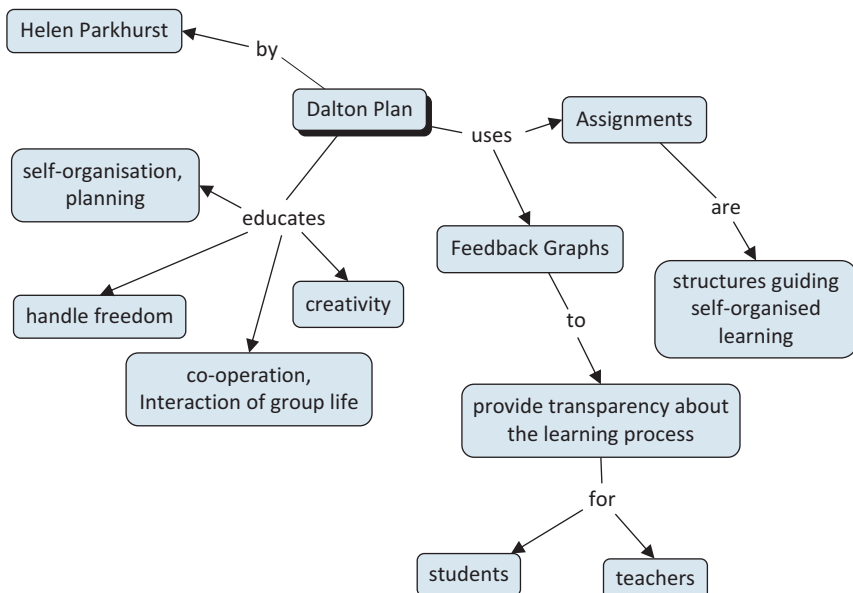 Helen Parkhurst
by
Dalton Plan
uses
Assignments
self-organisation,
planning
educates
are
Feedback Graphs
handle freedom
creativity
structures guiding
self-organised
learning
to
co-operation,
Interaction of group life
provide transparency about
the learning process
for
students
teachers